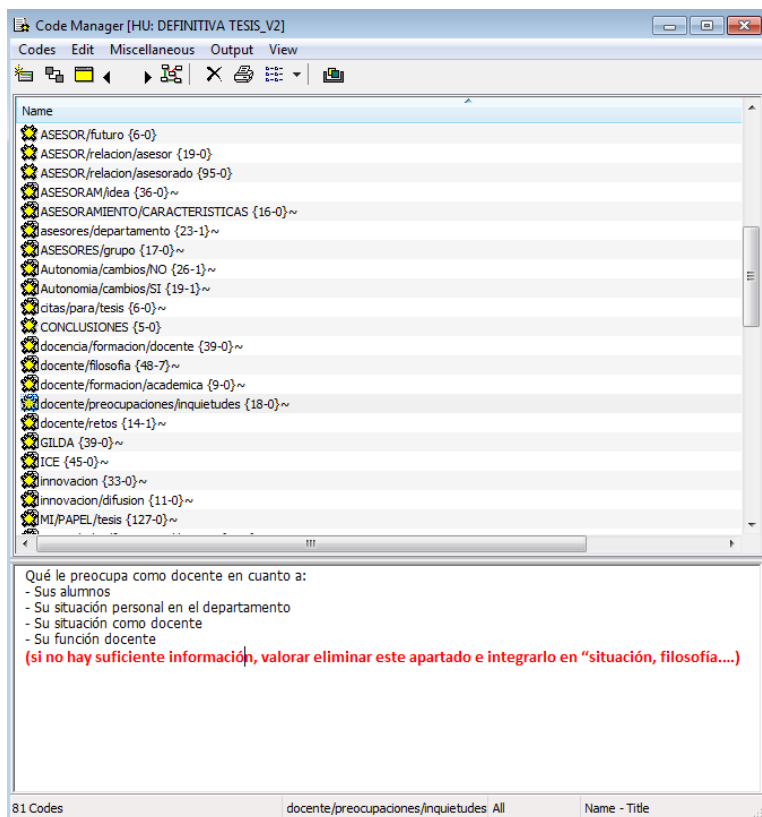 Code Manager [HU: DEFINITIVA TESIS_V2]
Codes Edit Miscellaneous Output View
Name
ASESOR/futuro {6-0}
ASESOR/relacion/asesor {19-0}
ASESOR/relacion/asesorado {95-0}
ASESORAM/idea {36-0}~
ASESORAMIENTO/CARACTERISTICAS {16-0}~
asesores/departamento {23-1}~
ASESORES/grupo {17-0}~
Autonomia/cambios/NO {26-1}~
Autonomia/cambios/SI {19-1}~
citas/para/tesis {6-0}~
CONCLUSIONES {5-0}
docencia/formacion/docente {39-0}~
docente/filosofia {48-7}~
docente/formacion/academica {9-0}~
docente/preocupaciones/inquietudes {18-0}~
docente/retos {14-1}~
GILDA {39-0}~
ICE {45-0}~
innovacion {33-0}~
innovacion/difusion {11-0}~
MI/PAPEL/tesis {127-0}~
Qué le preocupa como docente en cuanto a:
- Sus alumnos
- Su situación personal en el departamento
- Su situación como docente
- Su función docente
(si no hay suficiente información, valorar eliminar este apartado e integrarlo en “situación, filosofía....)
81 Codes docente/preocupaciones/inquietudes All Name - Title